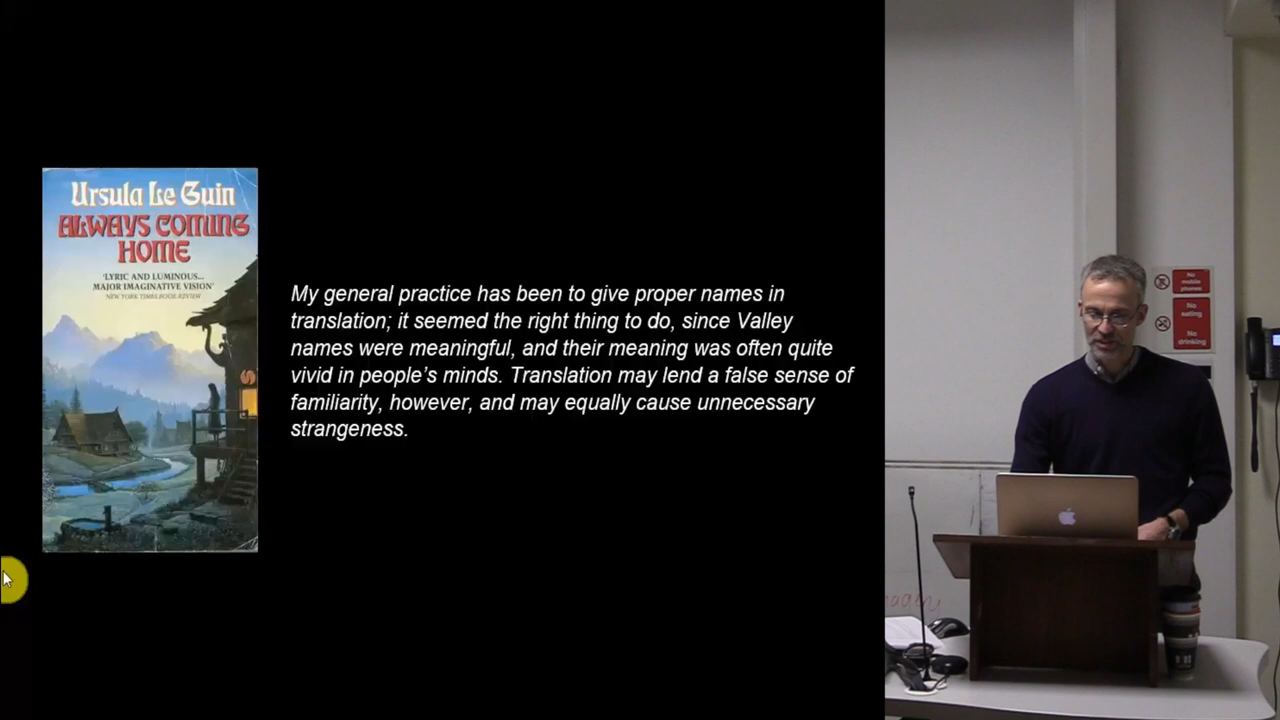 Ursula Le Guin
ALWAYS COMING
HOME
'LYRIC AND LUMINOUS...
MAJOR IMAGINATIVE VISION'
NEW YORK TIMES BOOK REVIEW
My general practice has been to give proper names in
translation; it seemed the right thing to do, since Valley
names were meaningful, and their meaning was often quite
vivid in people's minds. Translation may lend a false sense of
familiarity, however, and may equally cause unnecessary
strangeness.
No
mobile
phones
No
eating
No
drinking